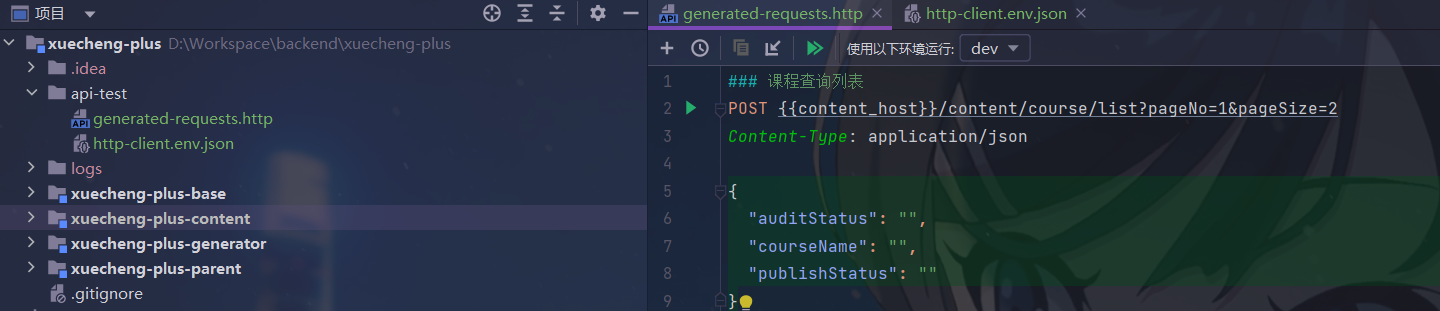 项目
xuecheng-plus D:\Workspace\backend\xuecheng-plus
.idea
api-test
generated-requests.http
http-client.env.json
logs
xuecheng-plus-base
xuecheng-plus-content
xuecheng-plus-generator
xuecheng-plus-parent
.gitignore
generated-requests.http http-client.env.json
使用以下环境运行: dev
1 ### 课程查询列表
2 POST {{content_host}}/content/course/list?pageNo=1&pageSize=2
3 Content-Type: application/json
4
5 {
6 "auditStatus": "",
7 "courseName": "",
8 "publishStatus": ""
9 }